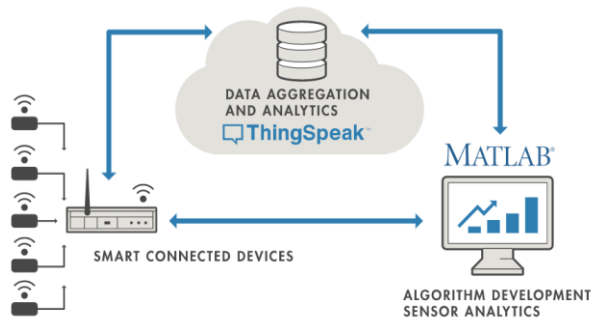 DATA AGGREGATION
AND ANALYTICS
ThingSpeak™
MATLAB®
SMART CONNECTED DEVICES
ALGORITHM DEVELOPMENT
SENSOR ANALYTICS